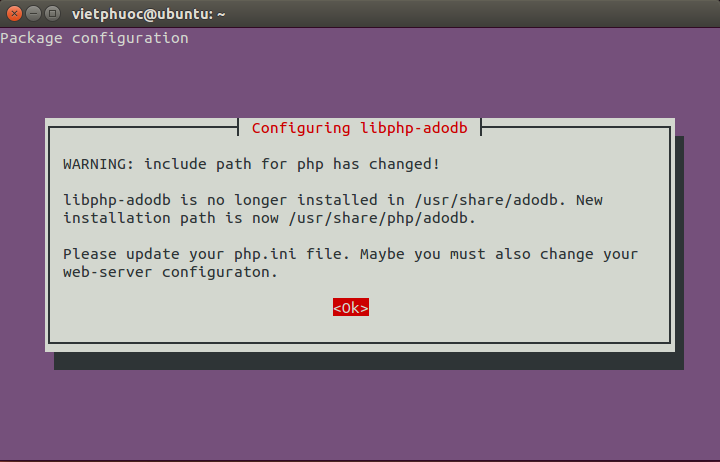 vietphuoc@ubuntu: ~
Package configuration
Configuring libphp-adodb
WARNING: include path for php has changed!
libphp-adodb is no longer installed in /usr/share/adodb. New
installation path is now /usr/share/php/adodb.
Please update your php.ini file. Maybe you must also change your
web-server configuraton.
<Ok>